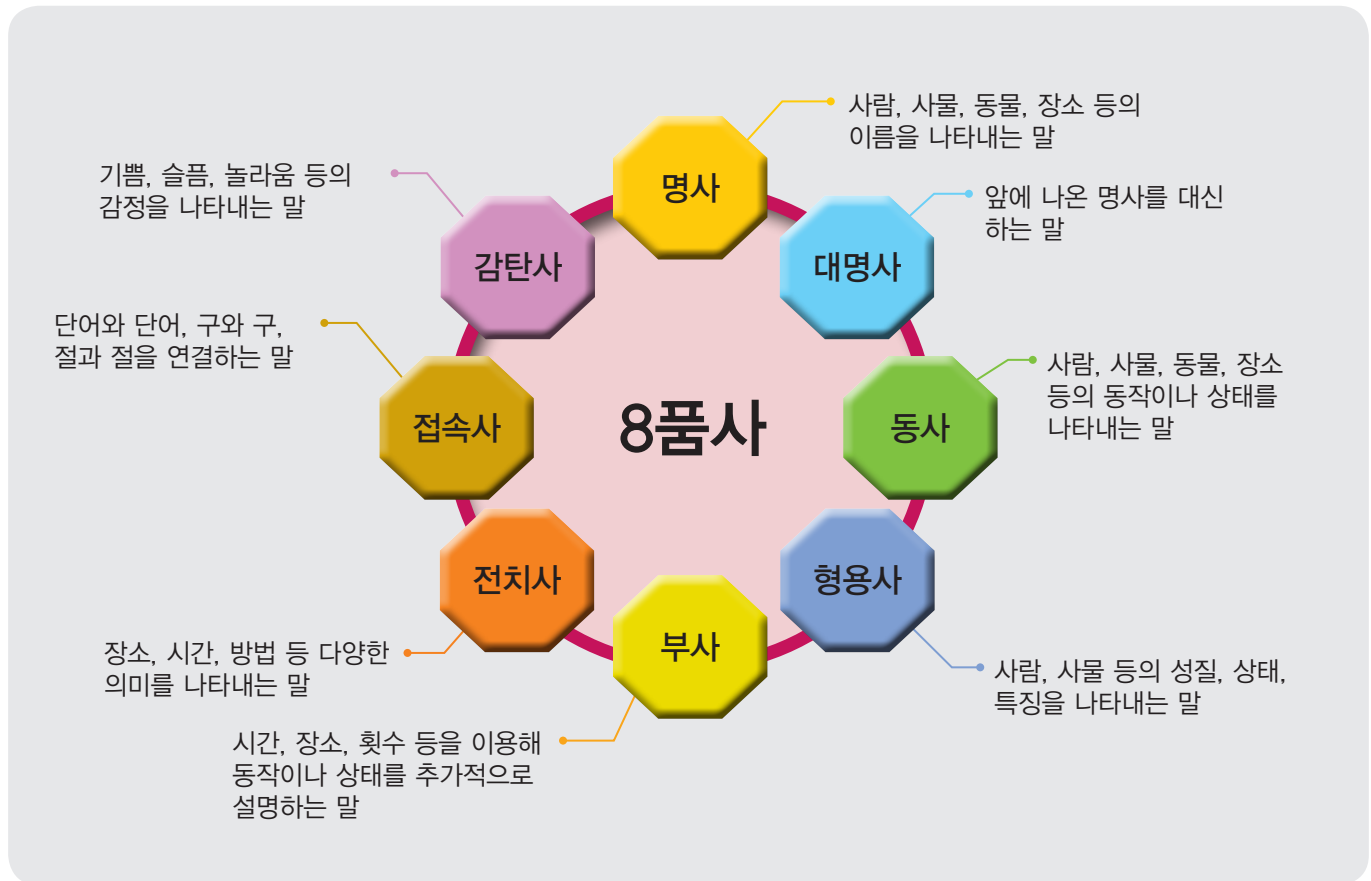 8품사
명사
사람, 사물, 동물, 장소 등의
이름을 나타내는 말
대명사
앞에 나온 명사를 대신
하는 말
동사
사람, 사물, 동물, 장소
등의 동작이나 상태를
나타내는 말
형용사
사람, 사물 등의 성질, 상태,
특징을 나타내는 말
부사
시간, 장소, 횟수 등을 이용해
동작이나 상태를 추가적으로
설명하는 말
전치사
장소, 시간, 방법 등 다양한
의미를 나타내는 말
접속사
단어와 단어, 구와 구,
절과 절을 연결하는 말
감탄사
기쁨, 슬픔, 놀라움 등의
감정을 나타내는 말